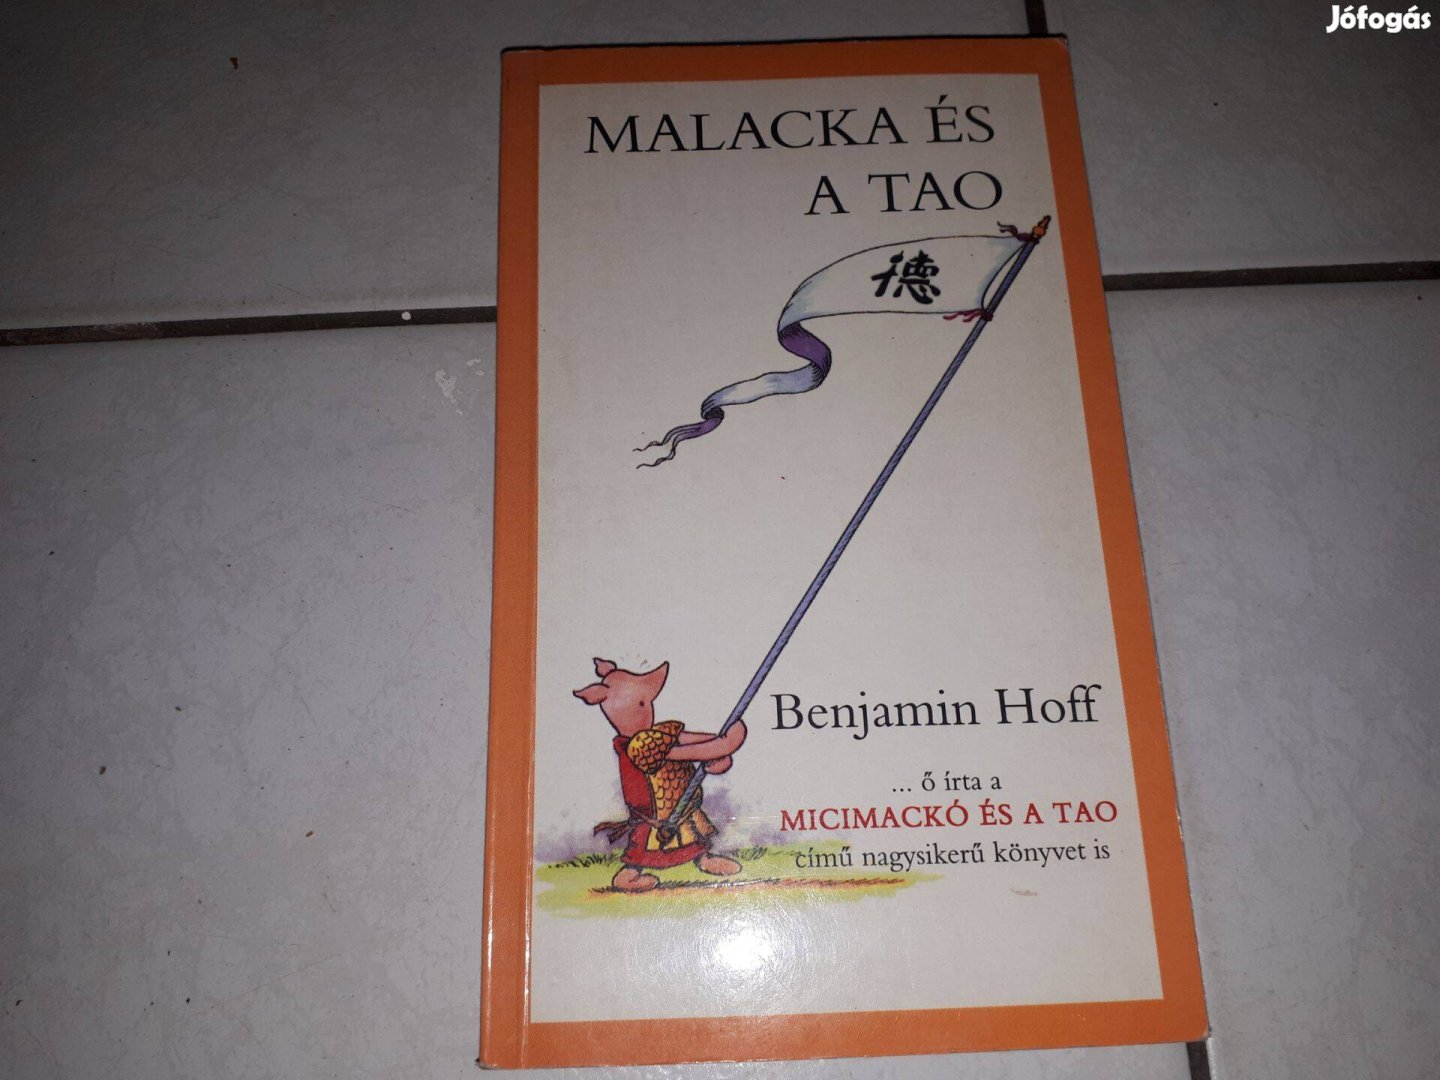 Jófogás
MALACKA ÉS
A TAO
德
Benjamin Hoff
... ő írta a
MICIMACKÓ ÉS A TAO
című nagysikerű könyvet is